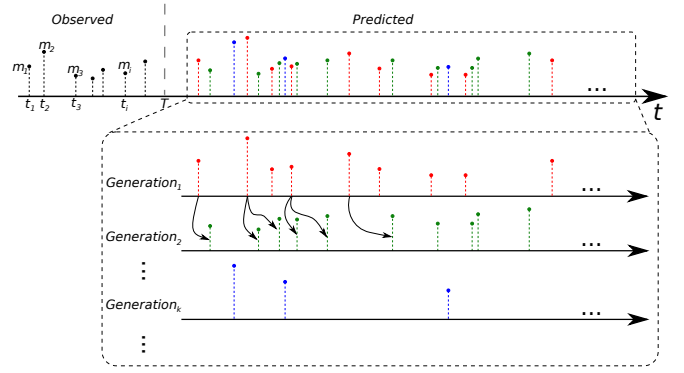 Observed Predicted
m₁ m₂ m₃ mᵢ
...
t₁ t₂ t₃ tᵢ T t
Generation₁ ...
Generation₂ ...
⋮
Generationₖ ...
⋮